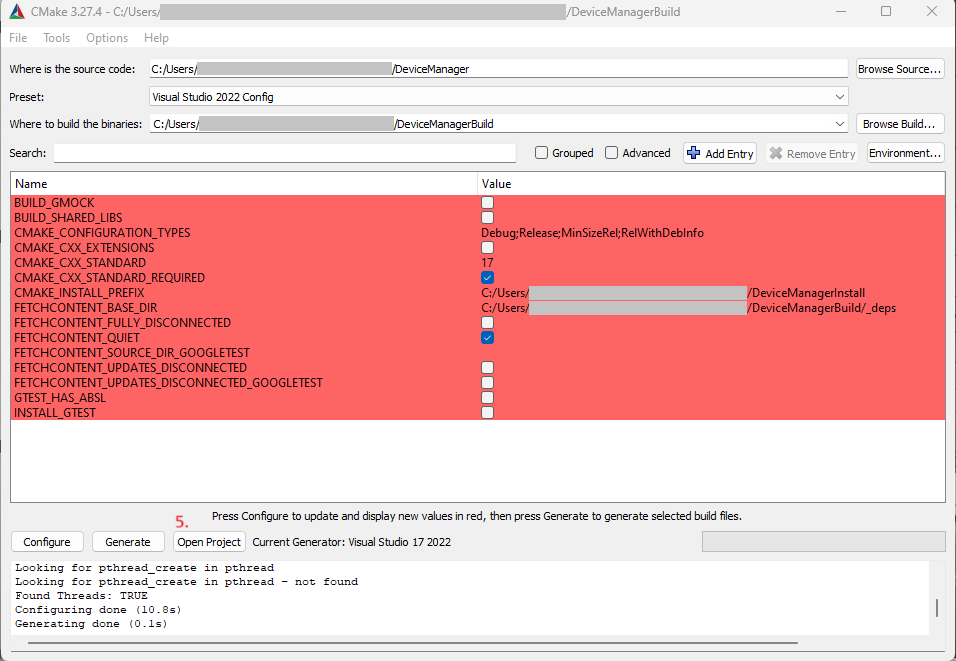 CMake 3.27.4 - C:/Users/ /DeviceManagerBuild
File Tools Options Help
Where is the source code: C:/Users/ /DeviceManager Browse Source...
Preset: Visual Studio 2022 Config
Where to build the binaries: C:/Users/ /DeviceManagerBuild Browse Build...
Search: Grouped Advanced Add Entry Remove Entry Environment...
Name Value
BUILD_GMOCK
BUILD_SHARED_LIBS
CMAKE_CONFIGURATION_TYPES Debug;Release;MinSizeRel;RelWithDebInfo
CMAKE_CXX_EXTENSIONS
CMAKE_CXX_STANDARD 17
CMAKE_CXX_STANDARD_REQUIRED
CMAKE_INSTALL_PREFIX C:/Users/ /DeviceManagerInstall
FETCHCONTENT_BASE_DIR C:/Users/ /DeviceManagerBuild/_deps
FETCHCONTENT_FULLY_DISCONNECTED
FETCHCONTENT_QUIET
FETCHCONTENT_SOURCE_DIR_GOOGLETEST
FETCHCONTENT_UPDATES_DISCONNECTED
FETCHCONTENT_UPDATES_DISCONNECTED_GOOGLETEST
GTEST_HAS_ABSL
INSTALL_GTEST
5. Press Configure to update and display new values in red, then press Generate to generate selected build files.
Configure Generate Open Project Current Generator: Visual Studio 17 2022
Looking for pthread_create in pthread
Looking for pthread_create in pthread - not found
Found Threads: TRUE
Configuring done (10.8s)
Generating done (0.1s)